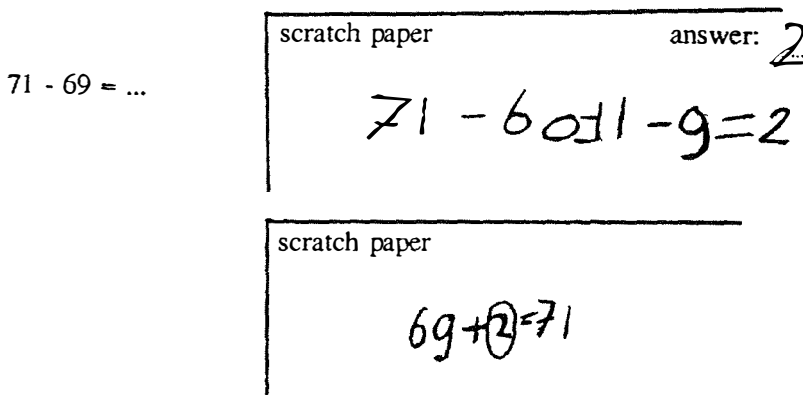 71 - 69 = ...
scratch paper answer: 2
71 - 60=11-9=2
scratch paper
69+2=71